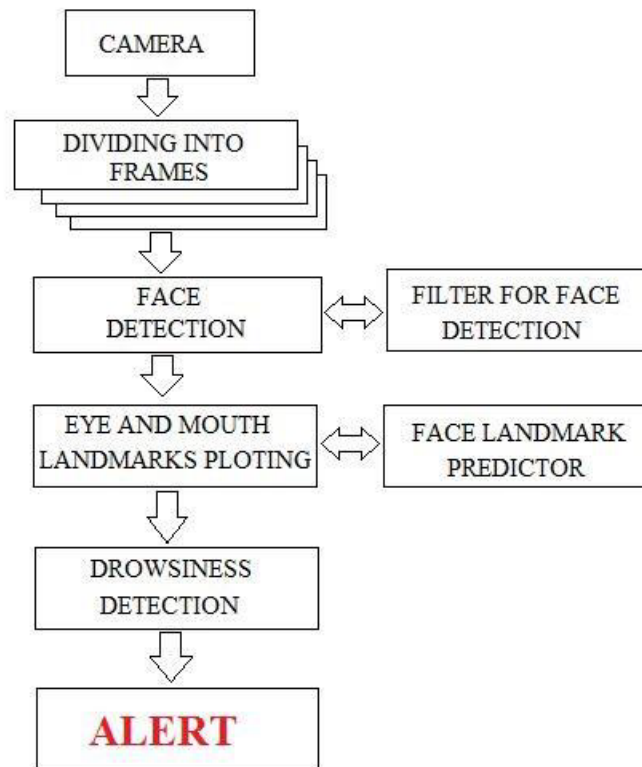 CAMERA
DIVIDING INTO
FRAMES
FACE
DETECTION
FILTER FOR FACE
DETECTION
EYE AND MOUTH
LANDMARKS PLOTING
FACE LANDMARK
PREDICTOR
DROWSINESS
DETECTION
ALERT